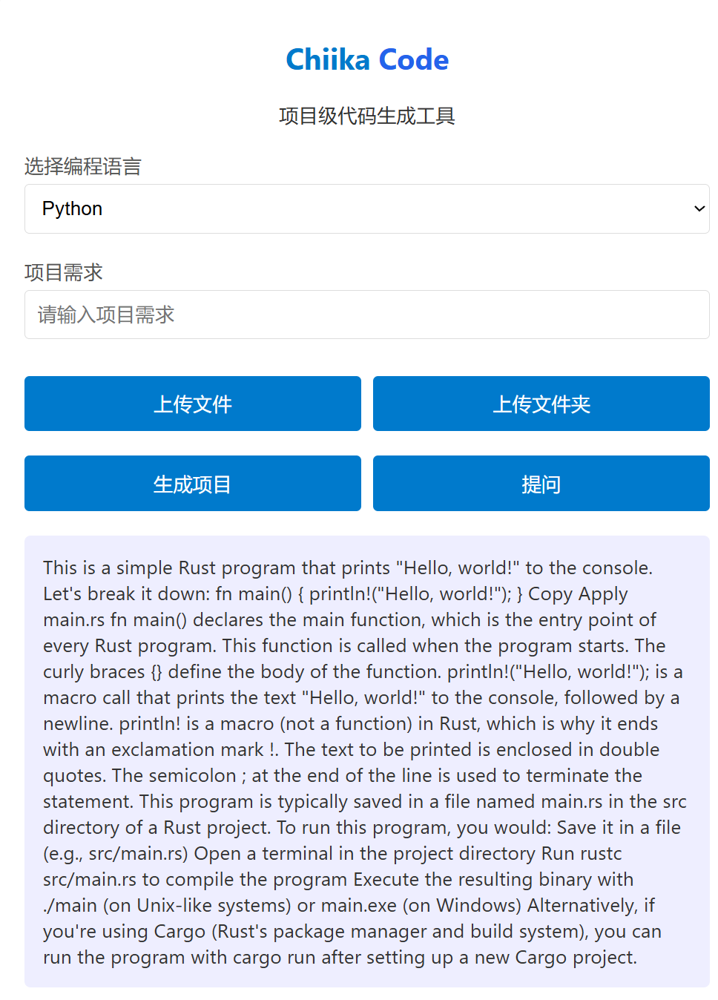 Chiika Code
项目级代码生成工具
选择编程语言
Python
项目需求
请输入项目需求
上传文件
上传文件夹
生成项目
提问
This is a simple Rust program that prints "Hello, world!" to the console.
Let's break it down: fn main() { println!("Hello, world!"); } Copy Apply
main.rs fn main() declares the main function, which is the entry point of
every Rust program. This function is called when the program starts. The
curly braces {} define the body of the function. println!("Hello, world!"); is a
macro call that prints the text "Hello, world!" to the console, followed by a
newline. println! is a macro (not a function) in Rust, which is why it ends
with an exclamation mark !. The text to be printed is enclosed in double
quotes. The semicolon ; at the end of the line is used to terminate the
statement. This program is typically saved in a file named main.rs in the src
directory of a Rust project. To run this program, you would: Save it in a file
(e.g., src/main.rs) Open a terminal in the project directory Run rustc
src/main.rs to compile the program Execute the resulting binary with
./main (on Unix-like systems) or main.exe (on Windows) Alternatively, if
you're using Cargo (Rust's package manager and build system), you can
run the program with cargo run after setting up a new Cargo project.